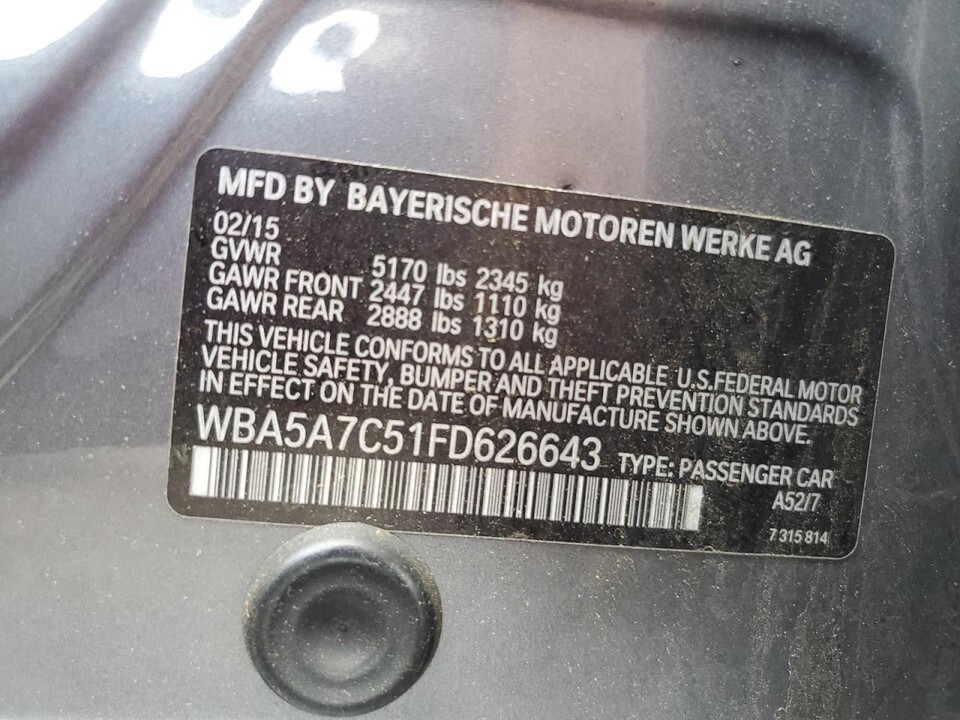 MFD BY BAYERISCHE MOTOREN WERKE AG
02/15
GVWR 5170 lbs 2345 kg
GAWR FRONT 2447 lbs 1110 kg
GAWR REAR 2888 lbs 1310 kg
THIS VEHICLE CONFORMS TO ALL APPLICABLE U.S.FEDERAL MOTOR
VEHICLE SAFETY, BUMPER AND THEFT PREVENTION STANDARDS
IN EFFECT ON THE DATE OF MANUFACTURE SHOWN ABOVE.
WBA5A7C51FD626643 TYPE: PASSENGER CAR
A52/7
7 315 814